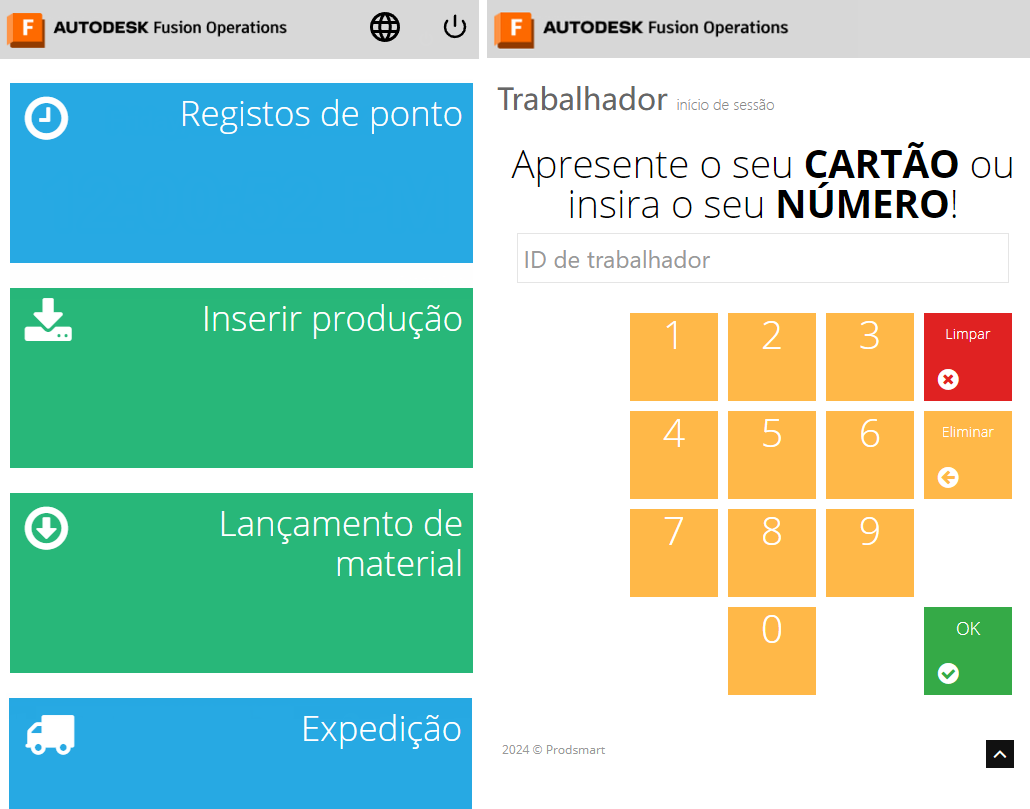 AUTODESK Fusion Operations
Registos de ponto
Inserir produção
Lançamento de
material
Expedição
AUTODESK Fusion Operations
Trabalhador início de sessão
Apresente o seu CARTÃO ou
insira o seu NÚMERO!
ID de trabalhador
1 2 3 Limpar
4 5 6 Eliminar
7 8 9
0 OK
2024 © Prodsmart